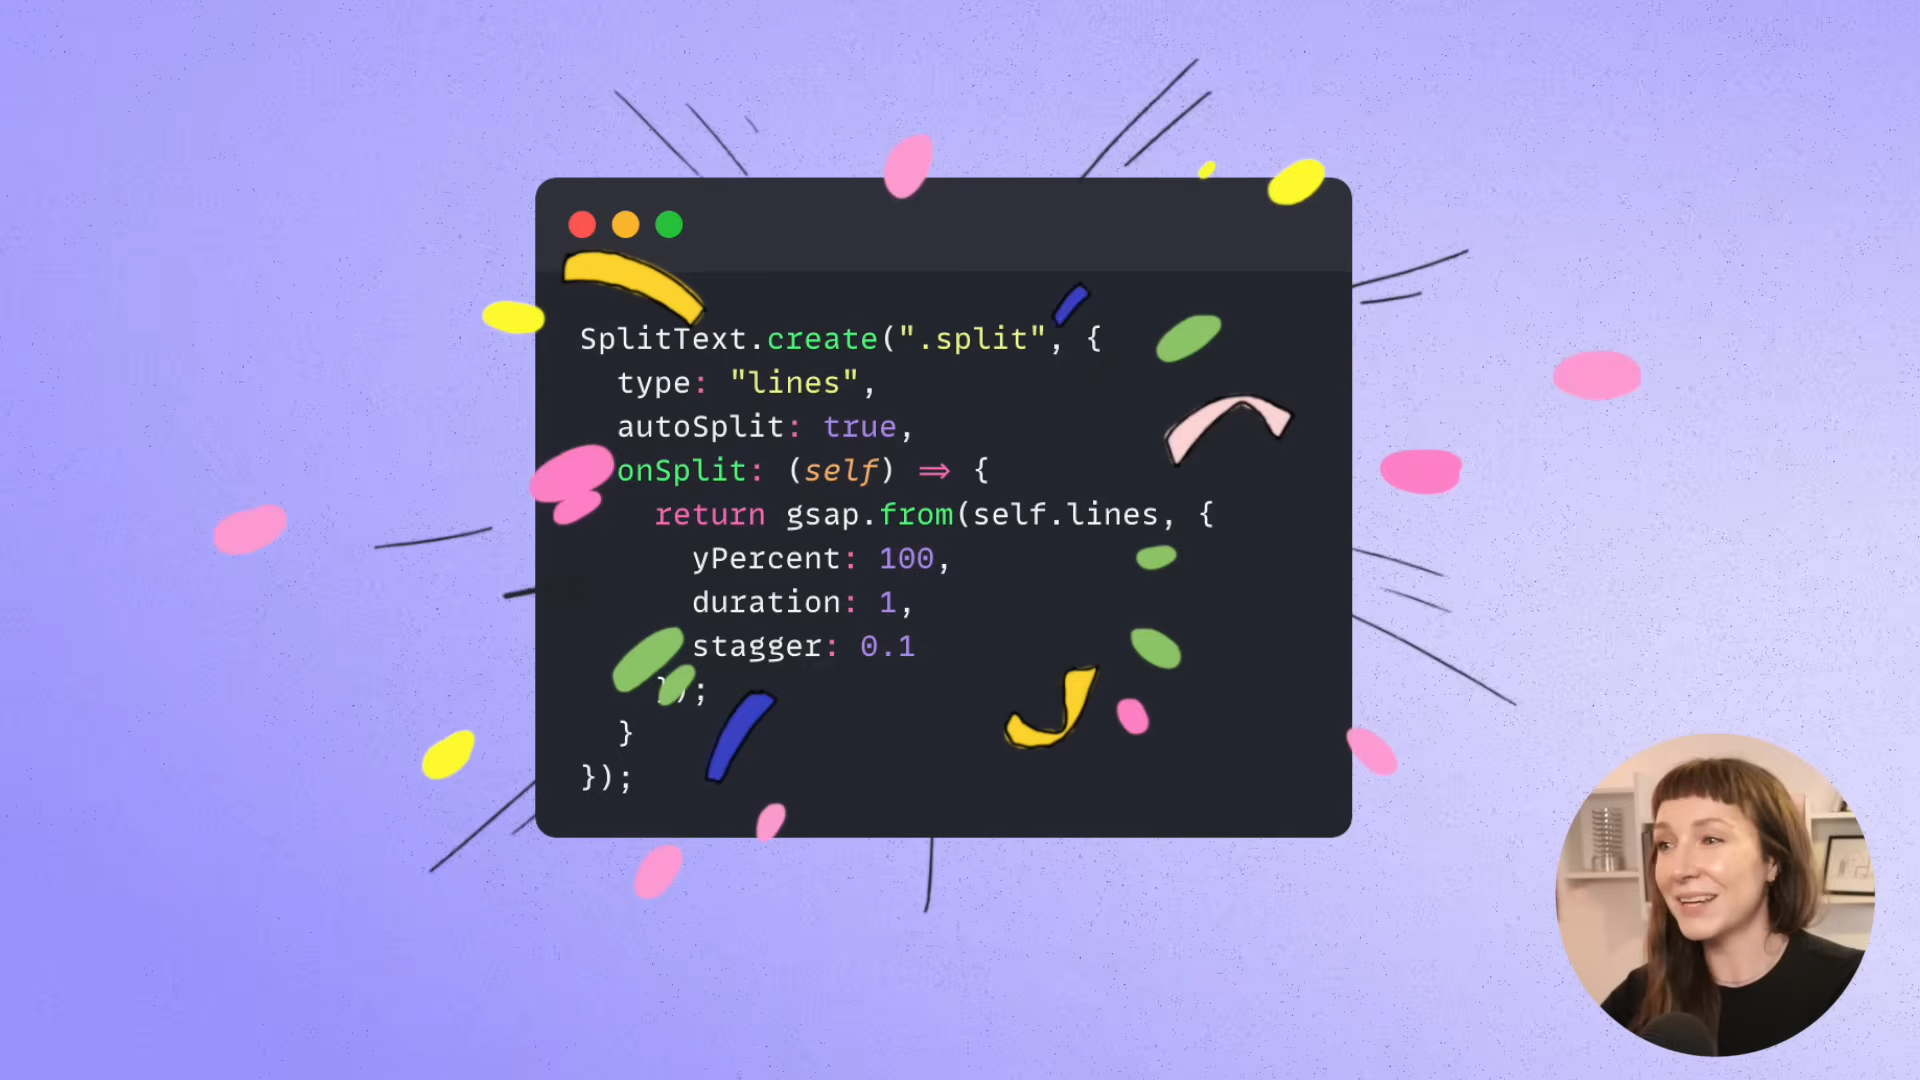 SplitText.create(".split", {
  type: "lines",
  autoSplit: true,
  onSplit: (self) => {
    return gsap.from(self.lines, {
      yPercent: 100,
      duration: 1,
      stagger: 0.1
    });
  }
});